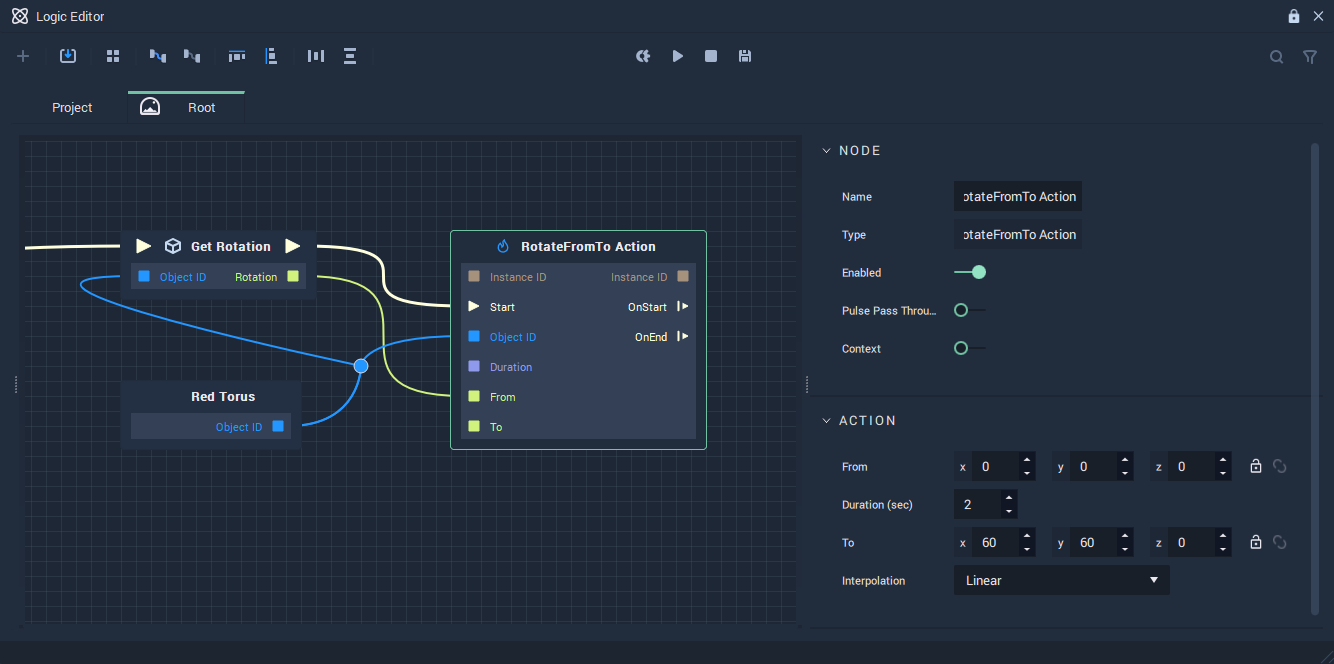 Logic Editor
Project
Root
Get Rotation
Object ID Rotation
Red Torus
Object ID
RotateFromTo Action
Instance ID Instance ID
Start OnStart
Object ID OnEnd
Duration
From
To
NODE
Name otateFromTo Action
Type otateFromTo Action
Enabled
Pulse Pass Throu...
Context
ACTION
From x 0 y 0 z 0
Duration (sec) 2
To x 60 y 60 z 0
Interpolation Linear